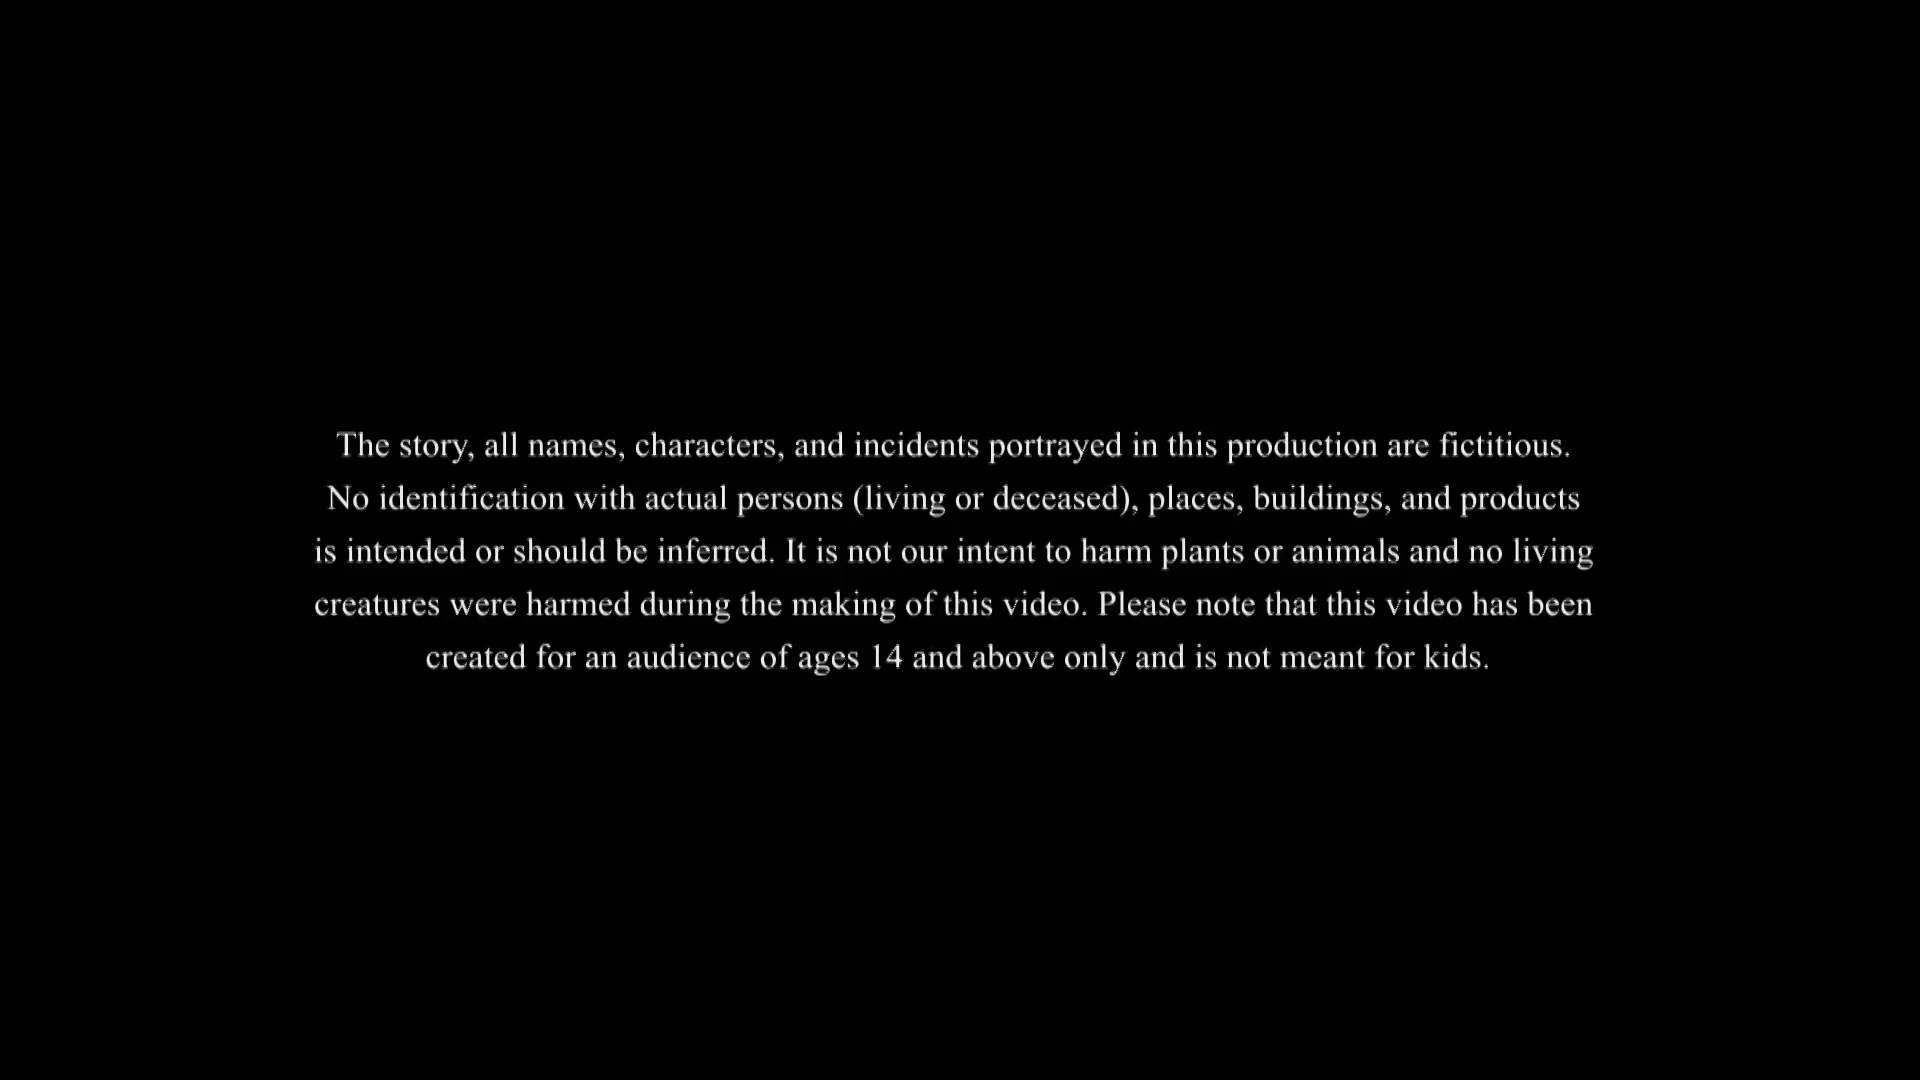 The story, all names, characters, and incidents portrayed in this production are fictitious.
No identification with actual persons (living or deceased), places, buildings, and products
is intended or should be inferred. It is not our intent to harm plants or animals and no living
creatures were harmed during the making of this video. Please note that this video has been
created for an audience of ages 14 and above only and is not meant for kids.